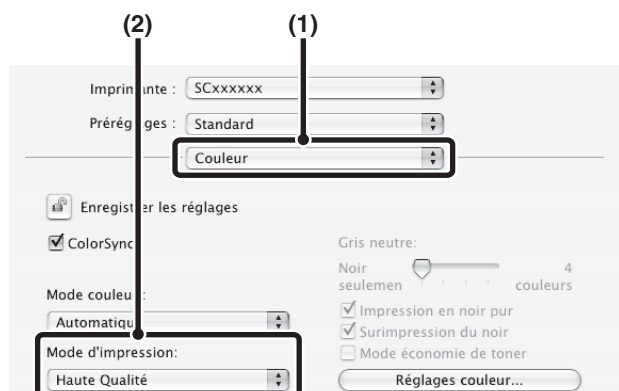 (2) (1)
Imprimante : SCxxxxxx
Préréglages : Standard
Couleur
Enregistrer les réglages
ColorSync
Gris neutre:
Noir seulemen
4 couleurs
Mode couleur :
Automatique
Impression en noir pur
Surimpression du noir
Mode d'impression:
Mode économie de toner
Haute Qualité
Réglages couleur...